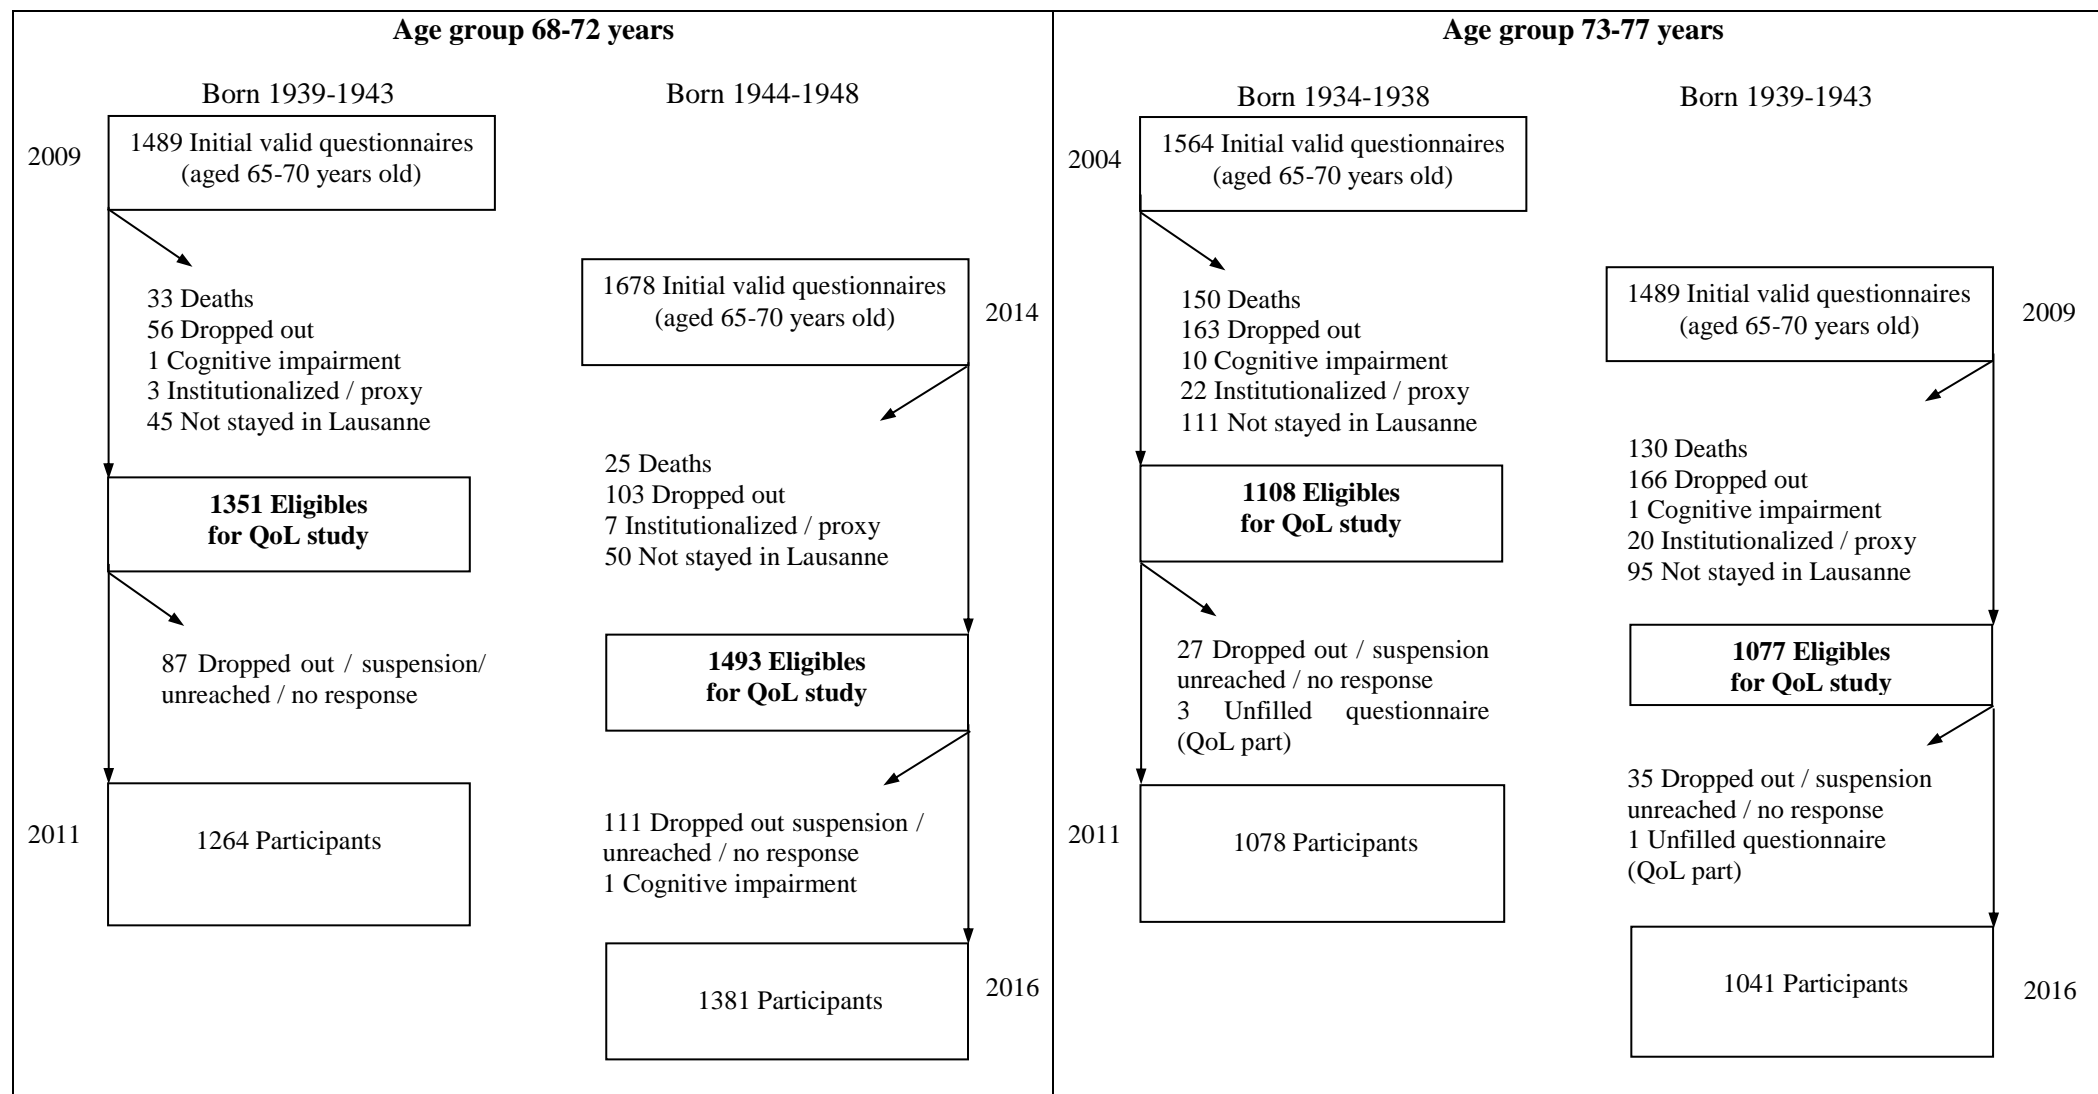 Age group 68-72 years
Born 1939-1943
2009
1489 Initial valid questionnaires
(aged 65-70 years old)
33 Deaths
56 Dropped out
1 Cognitive impairment
3 Institutionalized / proxy
45 Not stayed in Lausanne
1351 Eligibles
for QoL study
87 Dropped out / suspension/
unreached / no response
2011
1264 Participants
Born 1944-1948
1678 Initial valid questionnaires
(aged 65-70 years old)
2014
25 Deaths
103 Dropped out
7 Institutionalized / proxy
50 Not stayed in Lausanne
1493 Eligibles
for QoL study
111 Dropped out suspension /
unreached / no response
1 Cognitive impairment
1381 Participants
2016
Age group 73-77 years
Born 1934-1938
2004
1564 Initial valid questionnaires
(aged 65-70 years old)
150 Deaths
163 Dropped out
10 Cognitive impairment
22 Institutionalized / proxy
111 Not stayed in Lausanne
1108 Eligibles
for QoL study
27 Dropped out / suspension
unreached / no response
3 Unfilled questionnaire
(QoL part)
2011
1078 Participants
Born 1939-1943
1489 Initial valid questionnaires
(aged 65-70 years old)
2009
130 Deaths
166 Dropped out
1 Cognitive impairment
20 Institutionalized / proxy
95 Not stayed in Lausanne
1077 Eligibles
for QoL study
35 Dropped out / suspension
unreached / no response
1 Unfilled questionnaire
(QoL part)
1041 Participants
2016